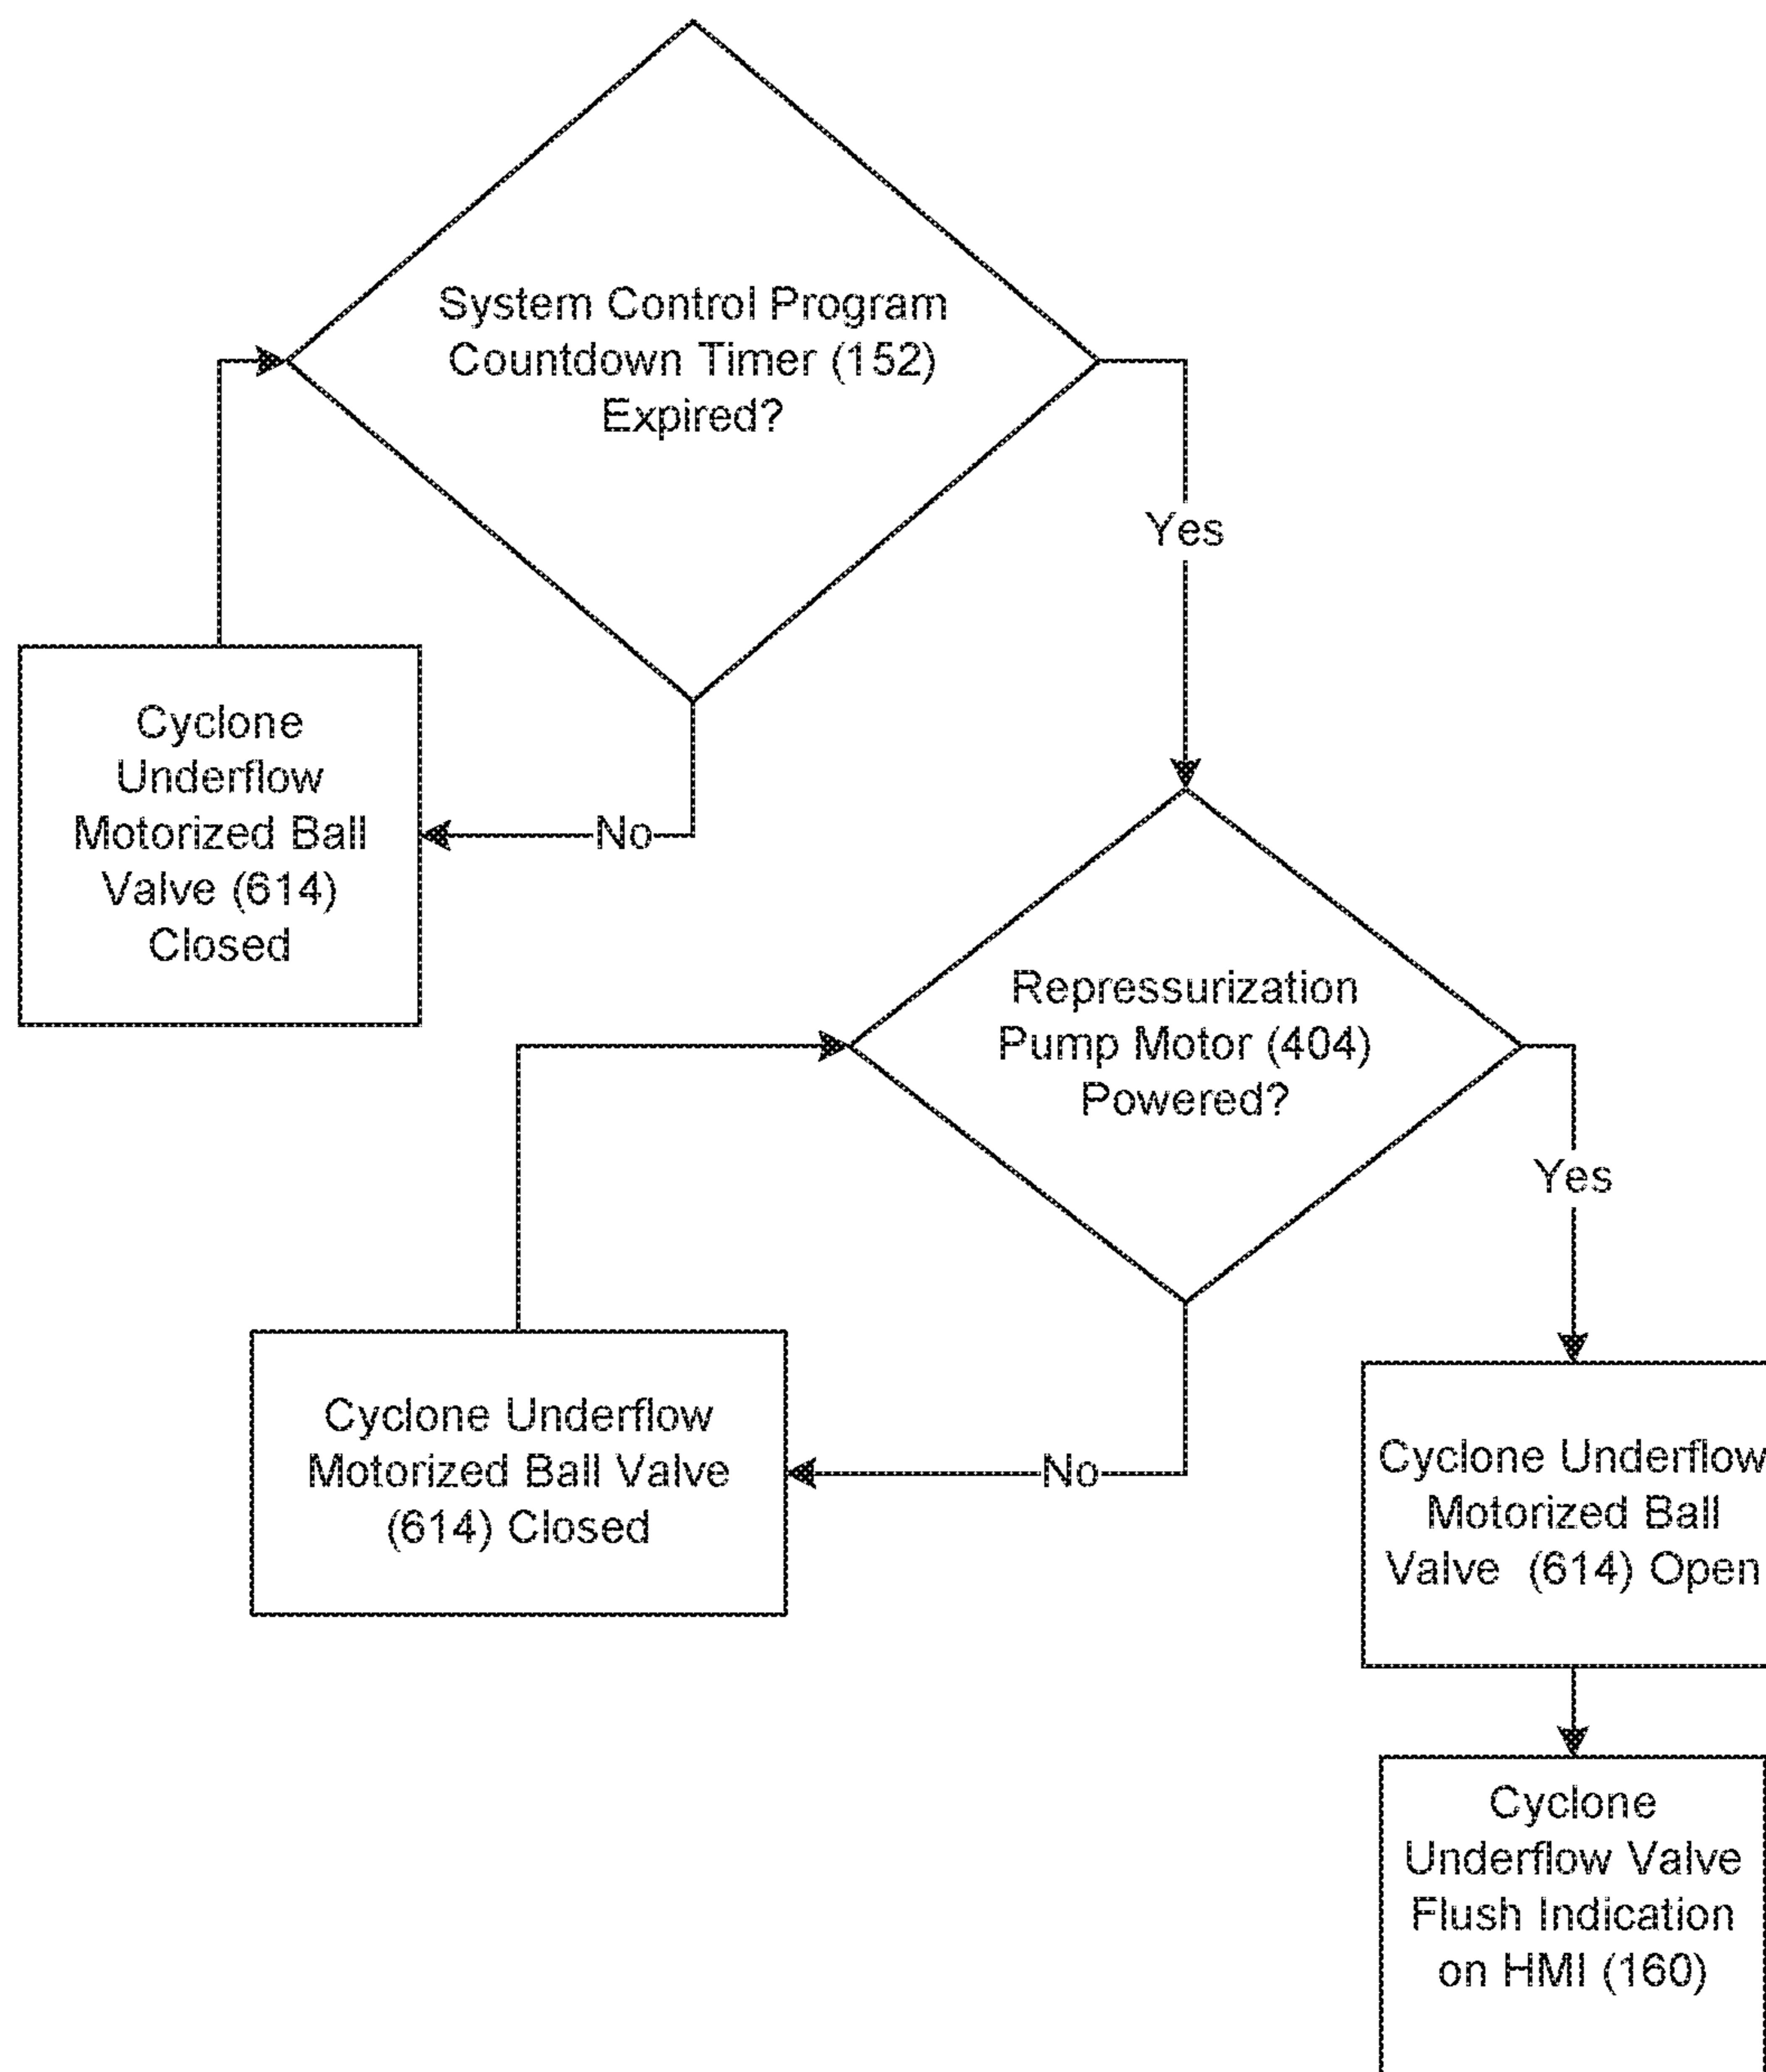 System Control Program
Countdown Timer (152)
Expired?
Yes
Cyclone
Underflow
Motorized Ball
Valve (614)
Closed
No
Repressurization
Pump Motor (404)
Powered?
Yes
Cyclone Underflow
Motorized Ball Valve
(614) Closed
No
Cyclone Underflow
Motorized Ball
Valve (614) Open
Cyclone
Underflow Valve
Flush Indication
on HMI (160)